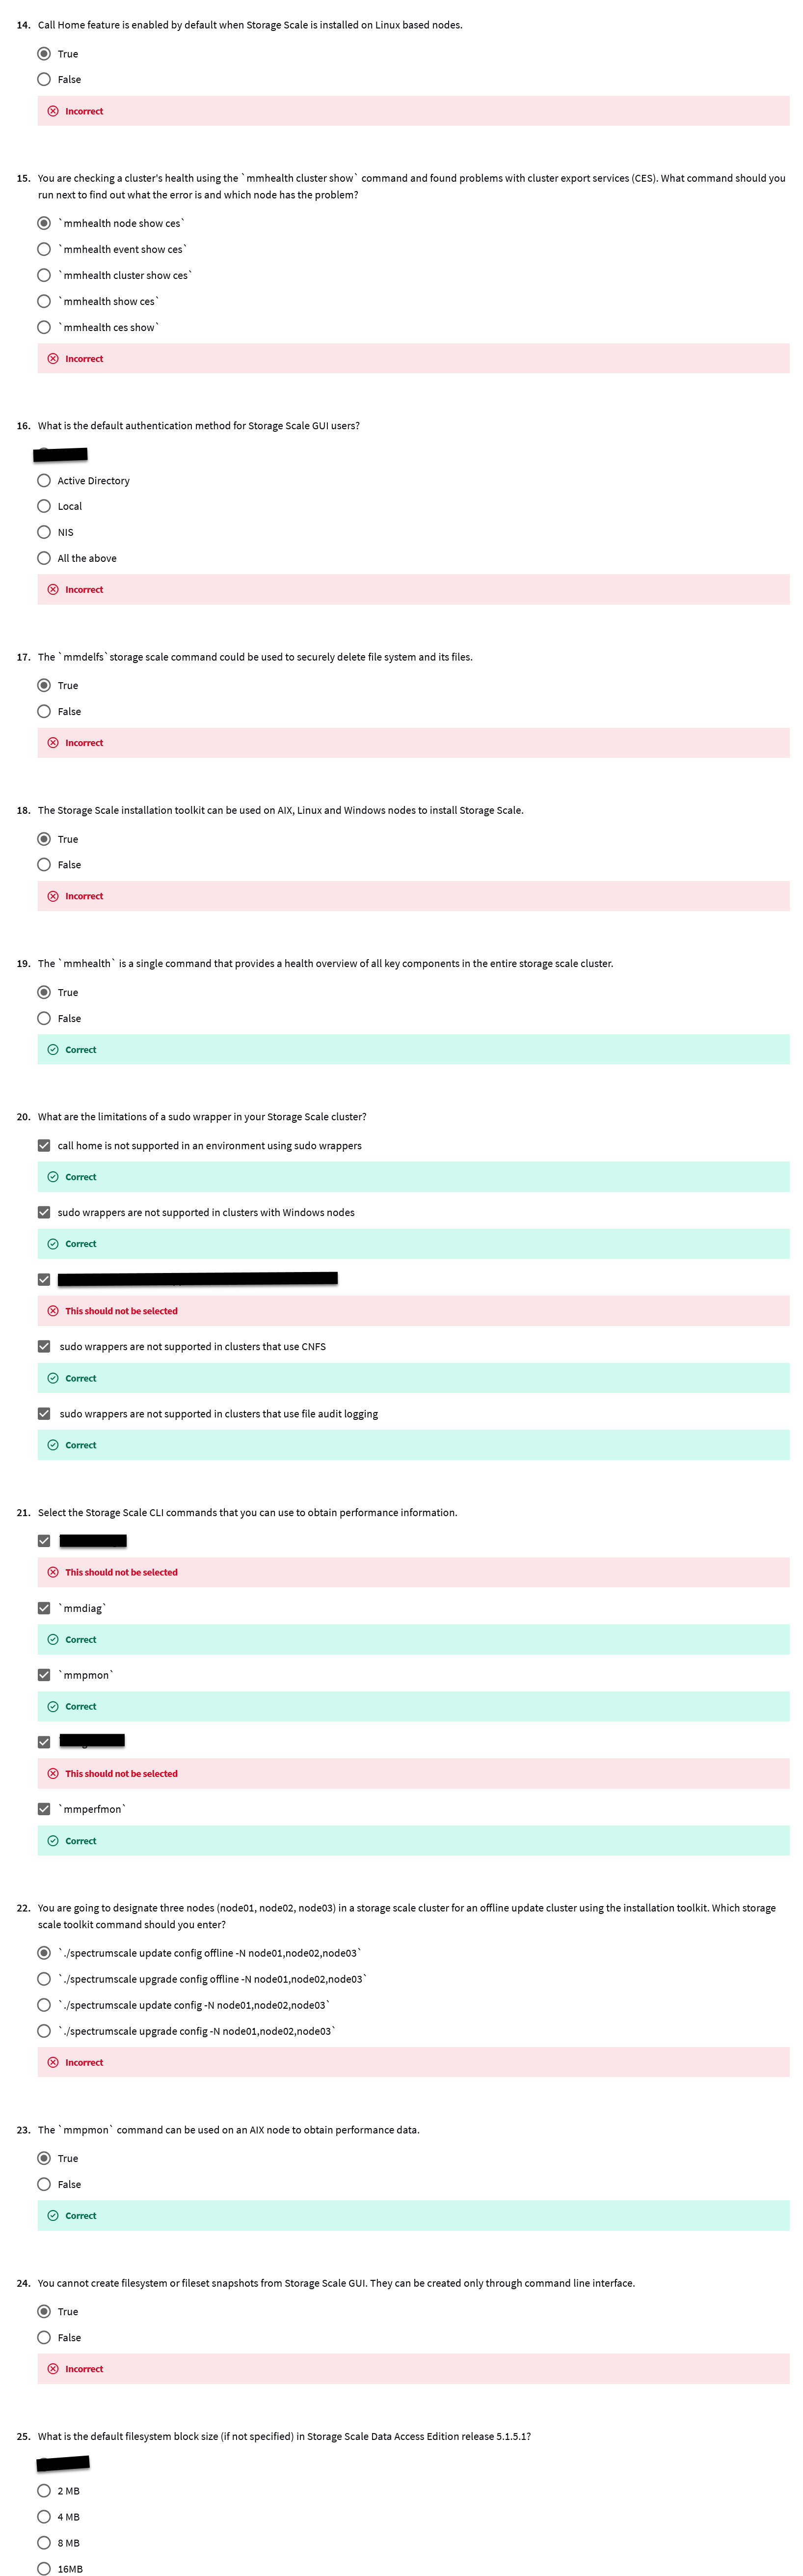 14. Call Home feature is enabled by default when Storage Scale is installed on Linux based nodes.
True
False
Incorrect
15. You are checking a cluster's health using the `mmhealth cluster show` command and found problems with cluster export services (CES). What command should you
run next to find out what the error is and which node has the problem?
`mmhealth node show ces`
`mmhealth event show ces`
`mmhealth cluster show ces`
`mmhealth show ces`
`mmhealth ces show`
Incorrect
16. What is the default authentication method for Storage Scale GUI users?
Active Directory
Local
NIS
All the above
Incorrect
17. The `mmdelfs`storage scale command could be used to securely delete file system and its files.
True
False
Incorrect
18. The Storage Scale installation toolkit can be used on AIX, Linux and Windows nodes to install Storage Scale.
True
False
Incorrect
19. The `mmhealth` is a single command that provides a health overview of all key components in the entire storage scale cluster.
True
False
Correct
20. What are the limitations of a sudo wrapper in your Storage Scale cluster?
call home is not supported in an environment using sudo wrappers
Correct
sudo wrappers are not supported in clusters with Windows nodes
Correct
This should not be selected
sudo wrappers are not supported in clusters that use CNFS
Correct
sudo wrappers are not supported in clusters that use file audit logging
Correct
21. Select the Storage Scale CLI commands that you can use to obtain performance information.
This should not be selected
`mmdiag`
Correct
`mmpmon`
Correct
This should not be selected
`mmperfmon`
Correct
22. You are going to designate three nodes (node01, node02, node03) in a storage scale cluster for an offline update cluster using the installation toolkit. Which storage
scale toolkit command should you enter?
`./spectrumscale update config offline -N node01,node02,node03`
`./spectrumscale upgrade config offline -N node01,node02,node03`
`./spectrumscale update config -N node01,node02,node03`
`./spectrumscale upgrade config -N node01,node02,node03`
Incorrect
23. The `mmpmon` command can be used on an AIX node to obtain performance data.
True
False
Correct
24. You cannot create filesystem or fileset snapshots from Storage Scale GUI. They can be created only through command line interface.
True
False
Incorrect
25. What is the default filesystem block size (if not specified) in Storage Scale Data Access Edition release 5.1.5.1?
2 MB
4 MB
8 MB
16MB